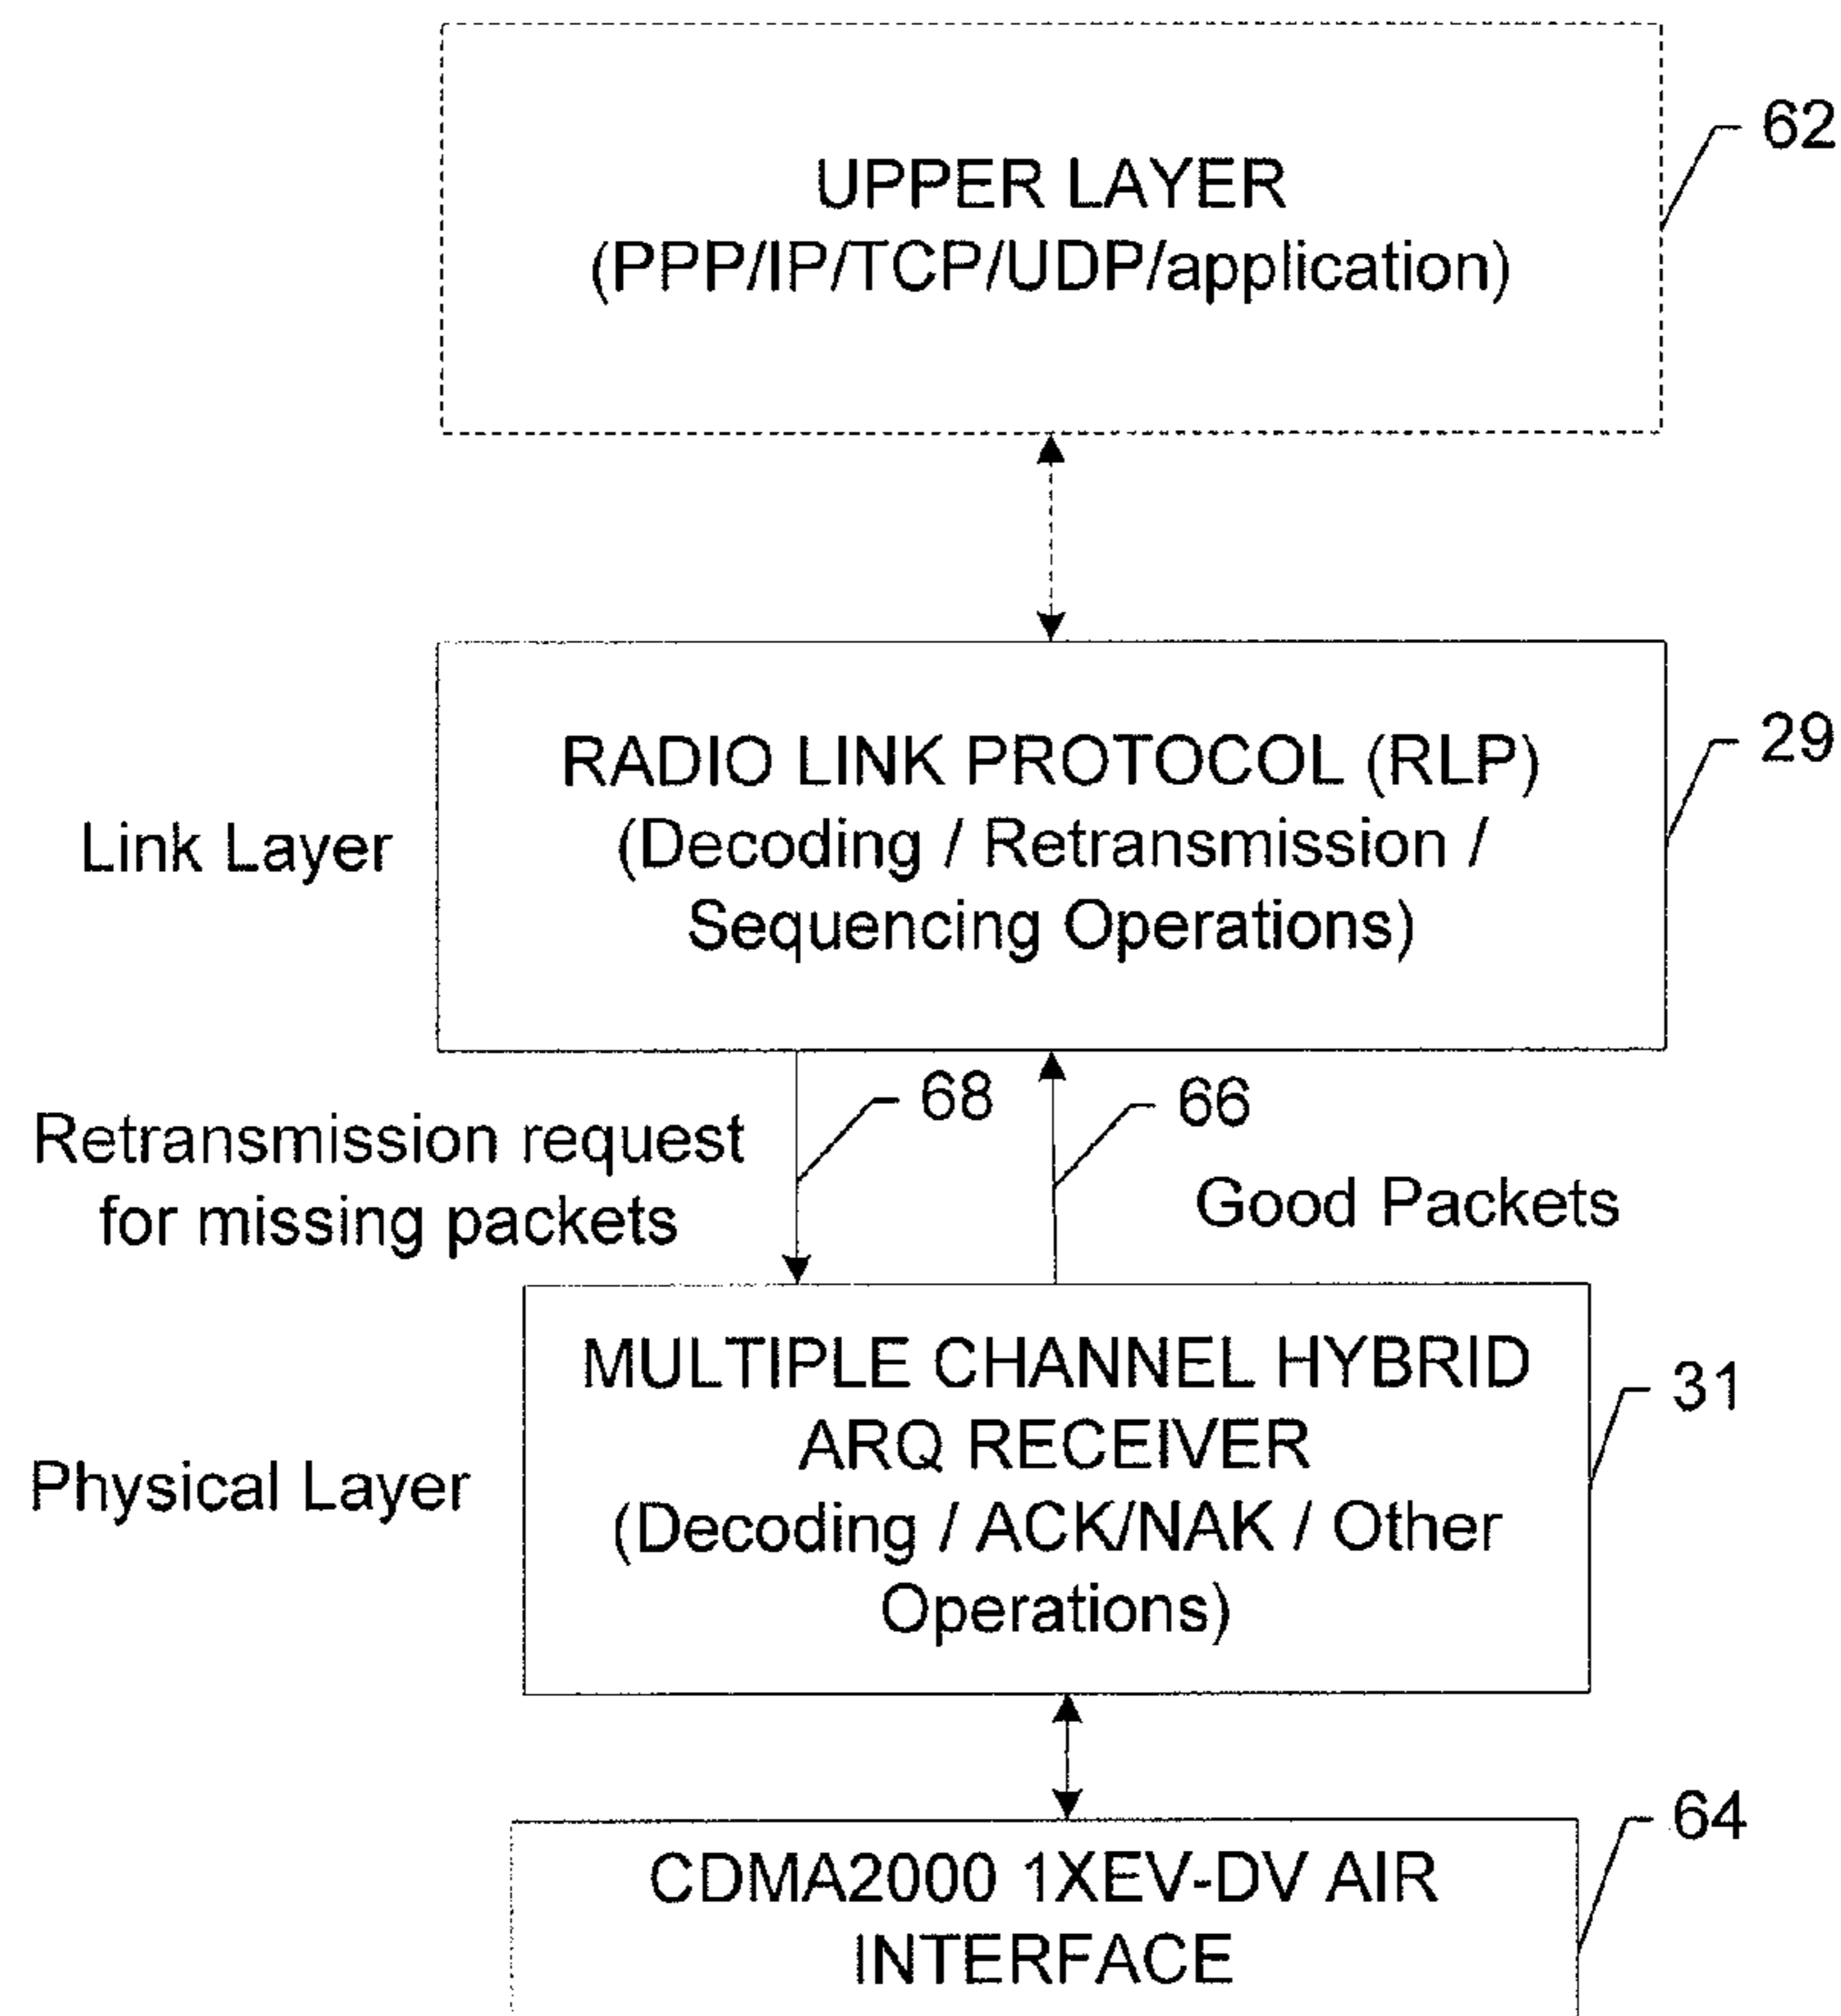 UPPER LAYER
(PPP/IP/TCP/UDP/application)
62
RADIO LINK PROTOCOL (RLP)
(Decoding / Retransmission /
Sequencing Operations)
29
Link Layer
Retransmission request
for missing packets
68
66
Good Packets
MULTIPLE CHANNEL HYBRID
ARQ RECEIVER
(Decoding / ACK/NAK / Other
Operations)
31
Physical Layer
CDMA2000 1XEV-DV AIR
INTERFACE
64